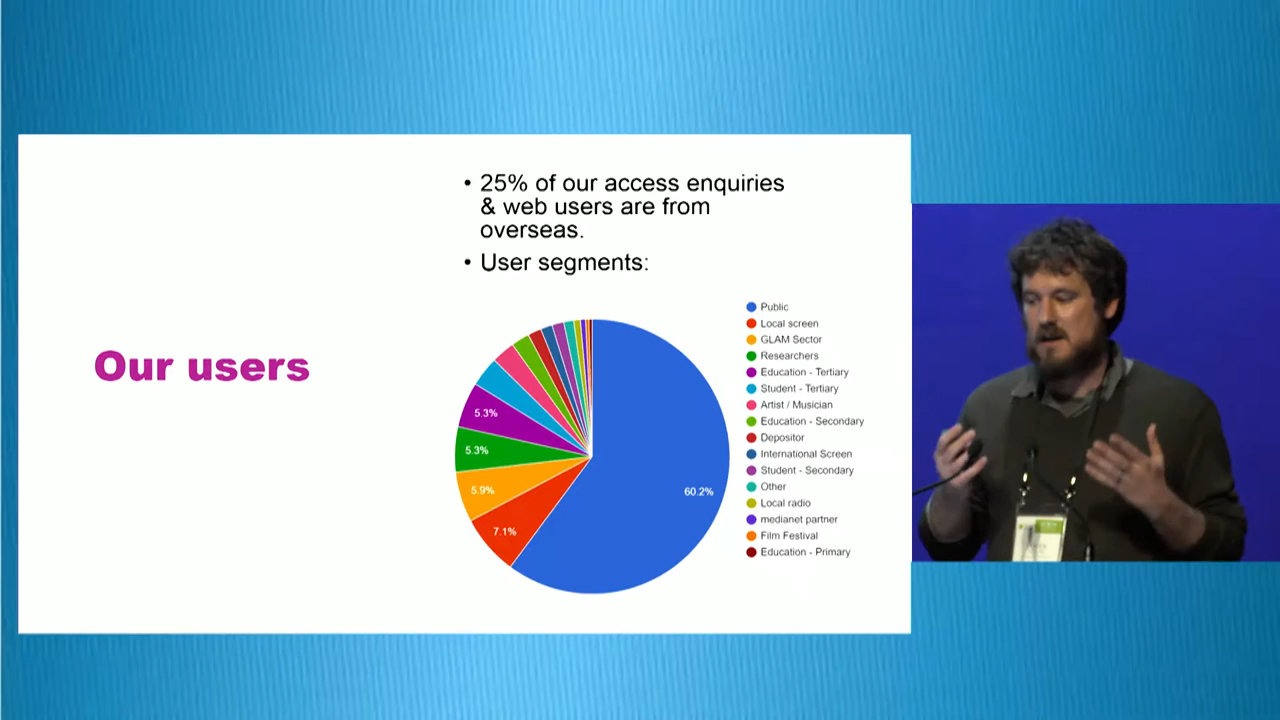 • 25% of our access enquiries
& web users are from
overseas.
• User segments:
Our users
Public
Local screen
GLAM Sector
Researchers
Education - Tertiary
Student - Tertiary
Artist / Musician
Education - Secondary
Depositor
International Screen
Student - Secondary
Other
Local radio
medianet partner
Film Festival
Education - Primary
5.3%
5.3%
5.9%
7.1%
60.2%